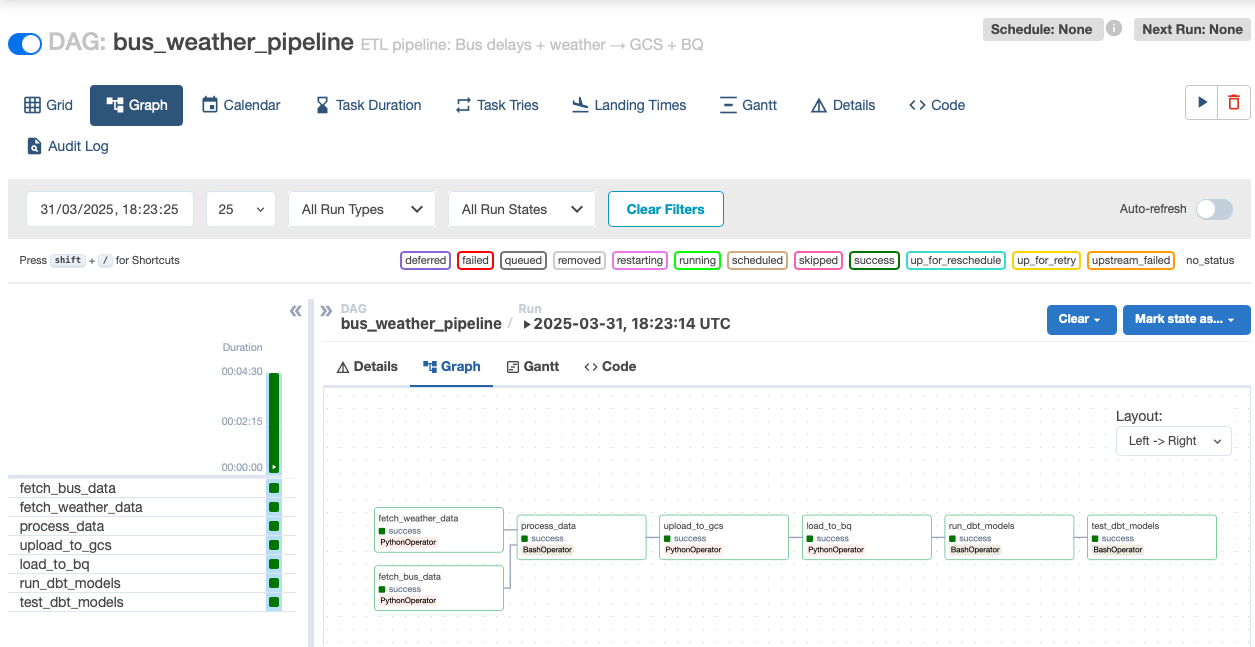 DAG: bus_weather_pipeline ETL pipeline: Bus delays + weather → GCS + BQ
Schedule: None
Next Run: None
Grid
Graph
Calendar
Task Duration
Task Tries
Landing Times
Gantt
Details
Code
Audit Log
31/03/2025, 18:23:25
25
All Run Types
All Run States
Clear Filters
Auto-refresh
Press shift + / for Shortcuts
deferred
failed
queued
removed
restarting
running
scheduled
skipped
success
up_for_reschedule
up_for_retry
upstream_failed
no_status
Duration
00:04:30
00:02:15
00:00:00
fetch_bus_data
fetch_weather_data
process_data
upload_to_gcs
load_to_bq
run_dbt_models
test_dbt_models
DAG
bus_weather_pipeline
/
Run
2025-03-31, 18:23:14 UTC
Clear
Mark state as...
Details
Graph
Gantt
Code
Layout:
Left -> Right
fetch_weather_data
success
PythonOperator
fetch_bus_data
success
PythonOperator
process_data
success
BashOperator
upload_to_gcs
success
PythonOperator
load_to_bq
success
PythonOperator
run_dbt_models
success
BashOperator
test_dbt_models
success
BashOperator